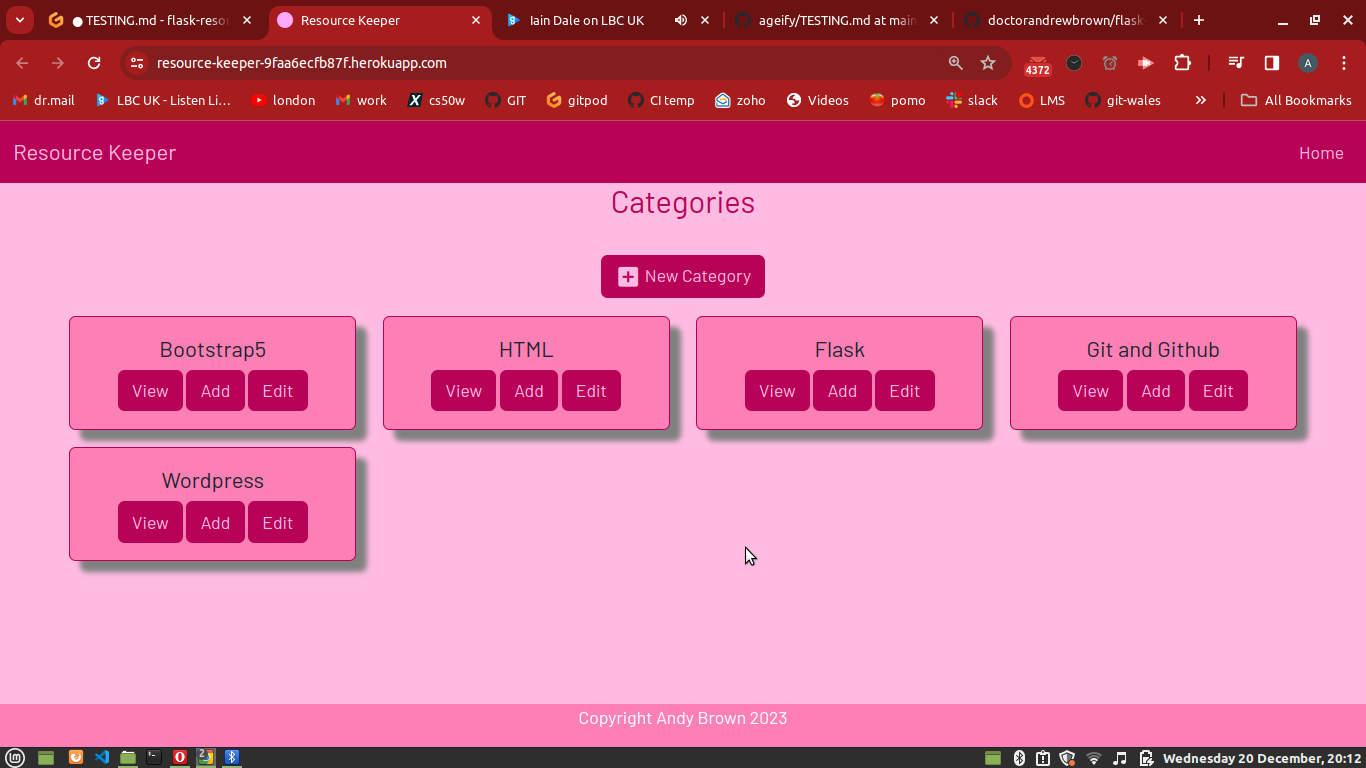 ● TESTING.md - flask-reso
Resource Keeper
Iain Dale on LBC UK
ageify/TESTING.md at main
doctorandrewbrown/flask
resource-keeper-9faa6ecfb87f.herokuapp.com
4372
A
dr.mail
LBC UK - Listen Li...
london
work
cs50w
GIT
gitpod
CI temp
zoho
Videos
pomo
slack
LMS
git-wales
All Bookmarks
Resource Keeper
Home
Categories
New Category
Bootstrap5
HTML
Flask
Git and Github
View Add Edit
View Add Edit
View Add Edit
View Add Edit
Wordpress
View Add Edit
Copyright Andy Brown 2023
2
Wednesday 20 December, 20:12